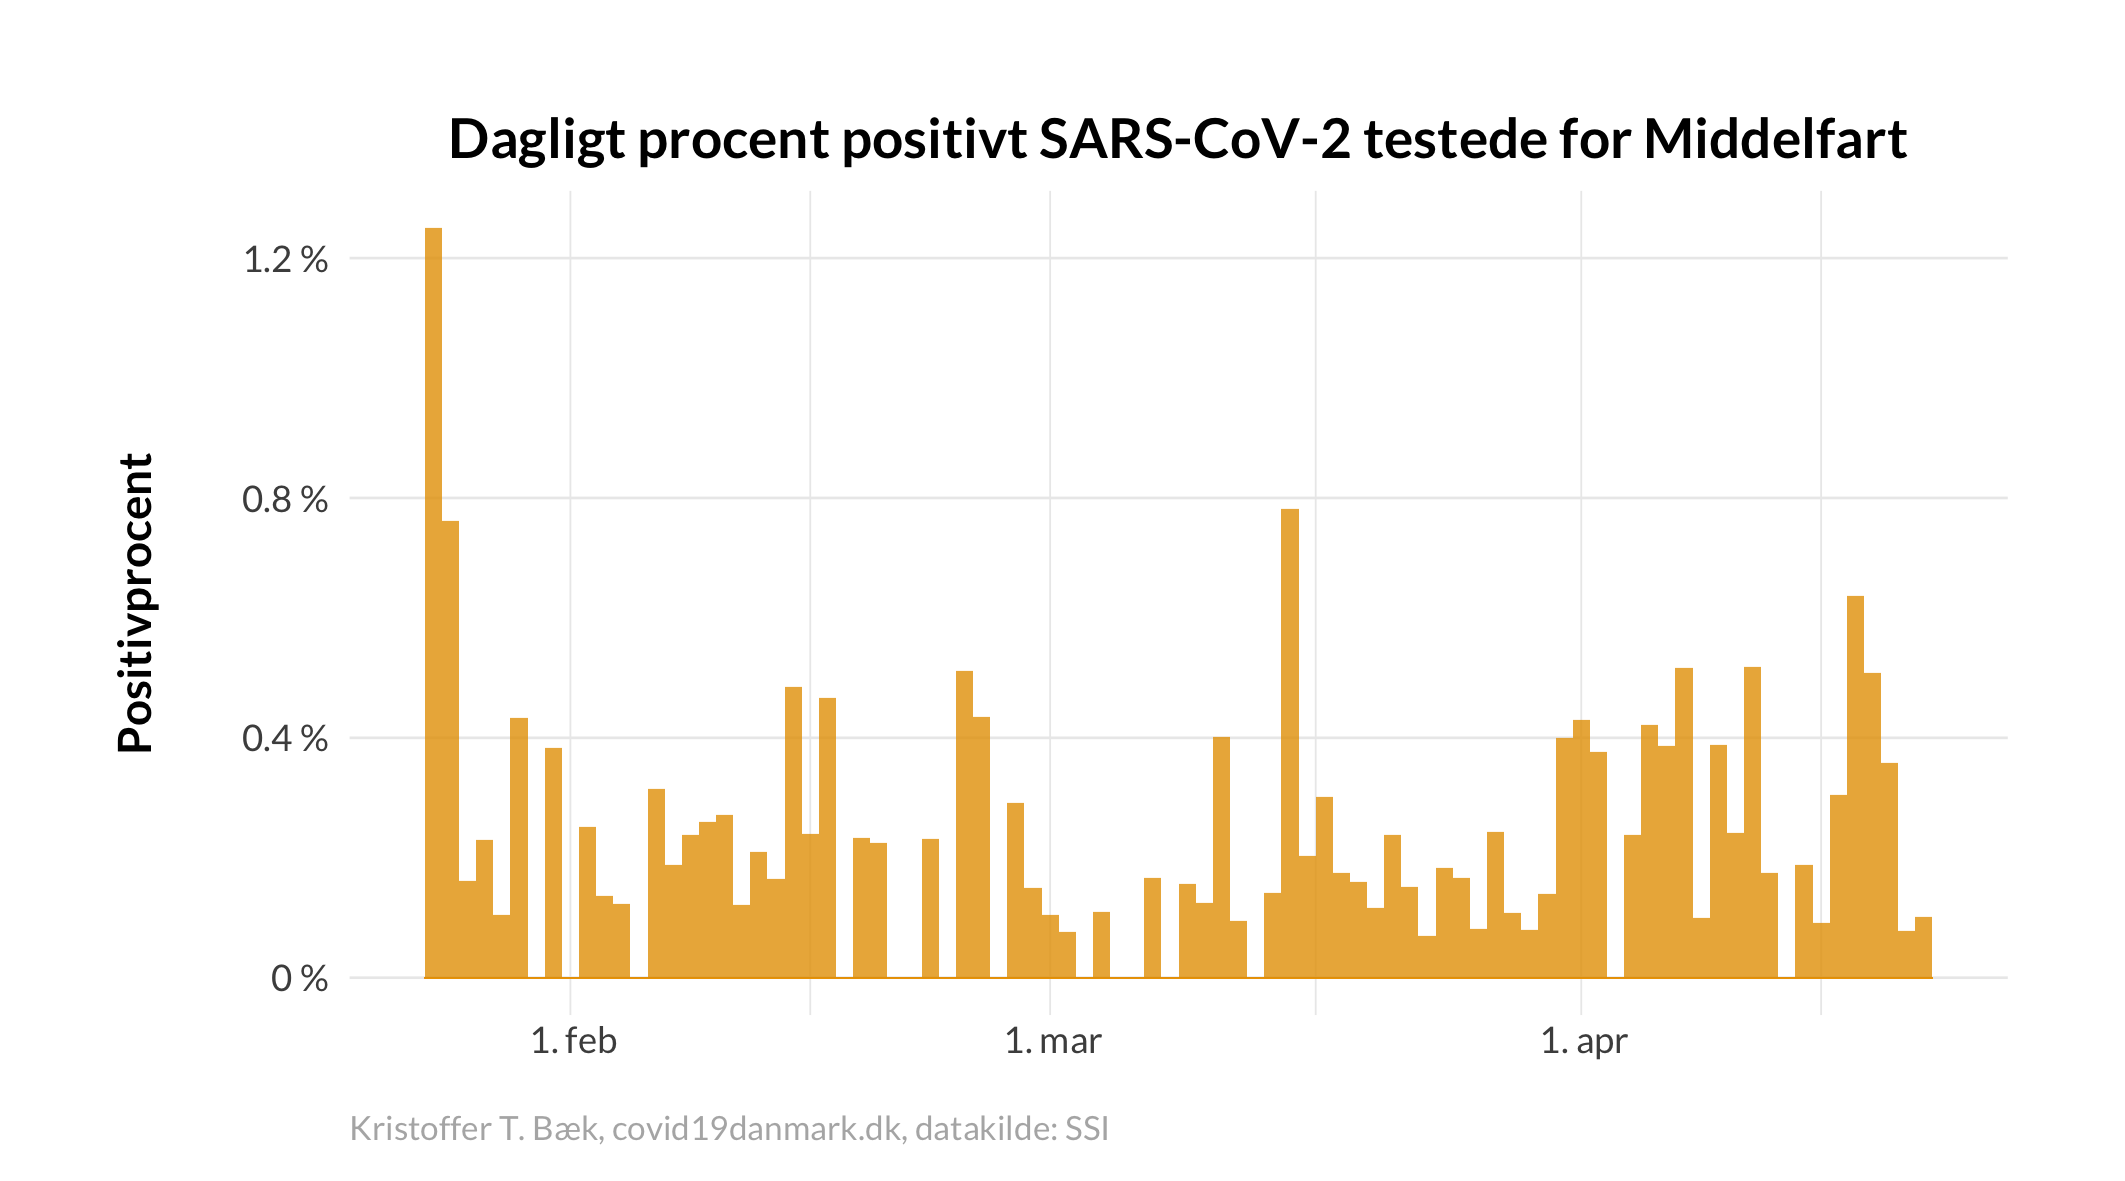 Dagligt procent positivt SARS-CoV-2 testede for Middelfart
Positivprocent
1.2 %
0.8 %
0.4 %
0 %
1. feb
1. mar
1. apr
Kristoffer T. Bæk, covid19danmark.dk, datakilde: SSI